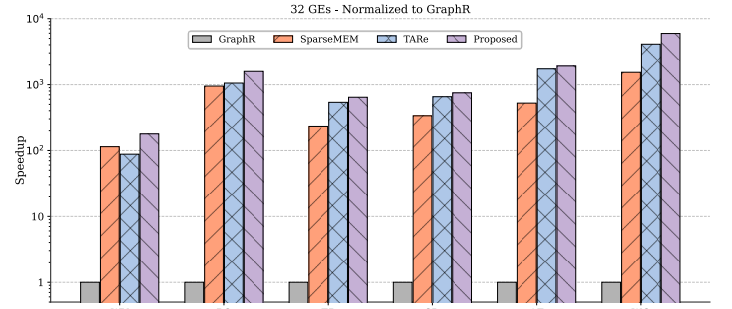 32 GEs - Normalized to GraphR
GraphR SparseMEM TARe Proposed
Speedup
10⁴
10³
10²
10
1